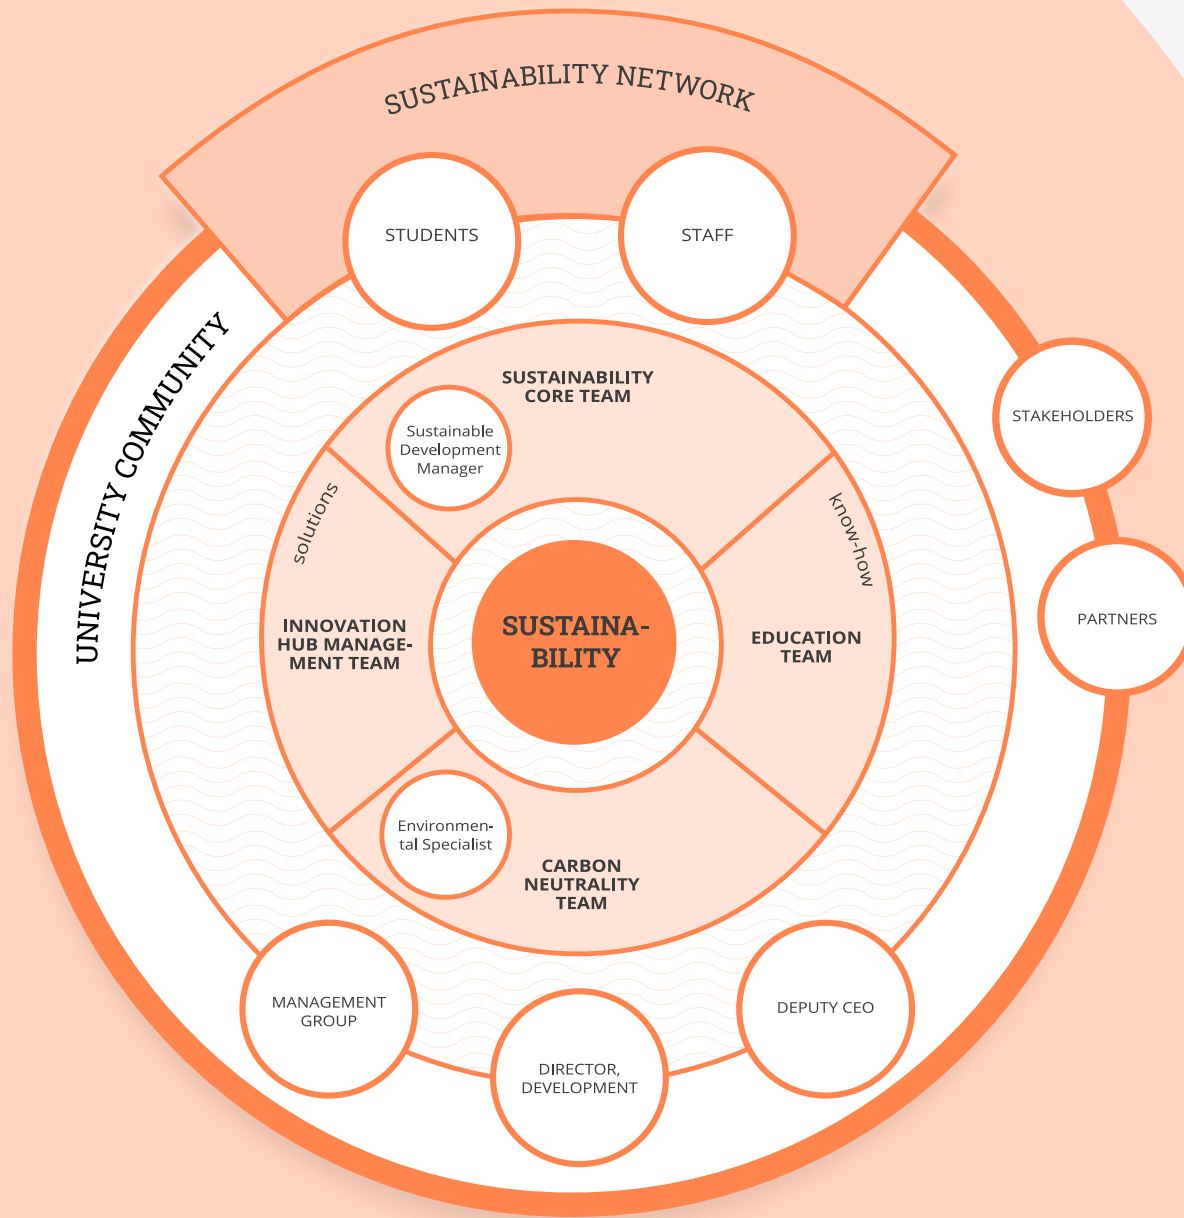 SUSTAINABILITY NETWORK
STUDENTS
STAFF
UNIVERSITY COMMUNITY
STAKEHOLDERS
PARTNERS
SUSTAINABILITY
CORE TEAM
Sustainable
Development
Manager
solutions
know-how
INNOVATION
HUB MANAGE-
MENT TEAM
SUSTAINA-
BILITY
EDUCATION
TEAM
Environmen-
tal Specialist
CARBON
NEUTRALITY
TEAM
MANAGEMENT
GROUP
DIRECTOR,
DEVELOPMENT
DEPUTY CEO